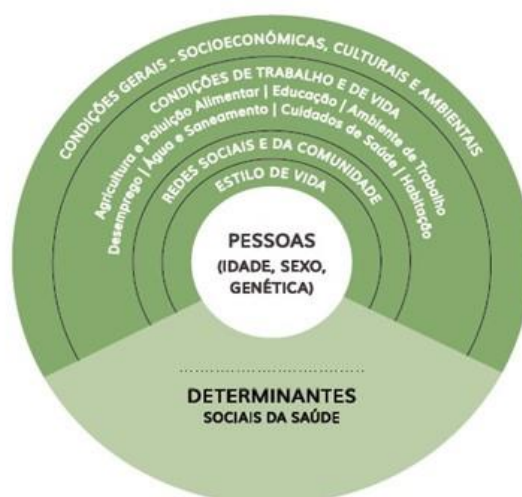 CONDIÇÕES GERAIS - SOCIOECONÓMICAS, CULTURAIS E AMBIENTAIS
CONDIÇÕES DE TRABALHO E DE VIDA
Agricultura e Poluição Alimentar | Educação | Ambiente de Trabalho
Desemprego | Água e Saneamento | Cuidados de Saúde | Habitação
REDES SOCIAIS E DA COMUNIDADE
ESTILO DE VIDA
PESSOAS
(IDADE, SEXO,
GENÉTICA)
DETERMINANTES
SOCIAIS DA SAÚDE